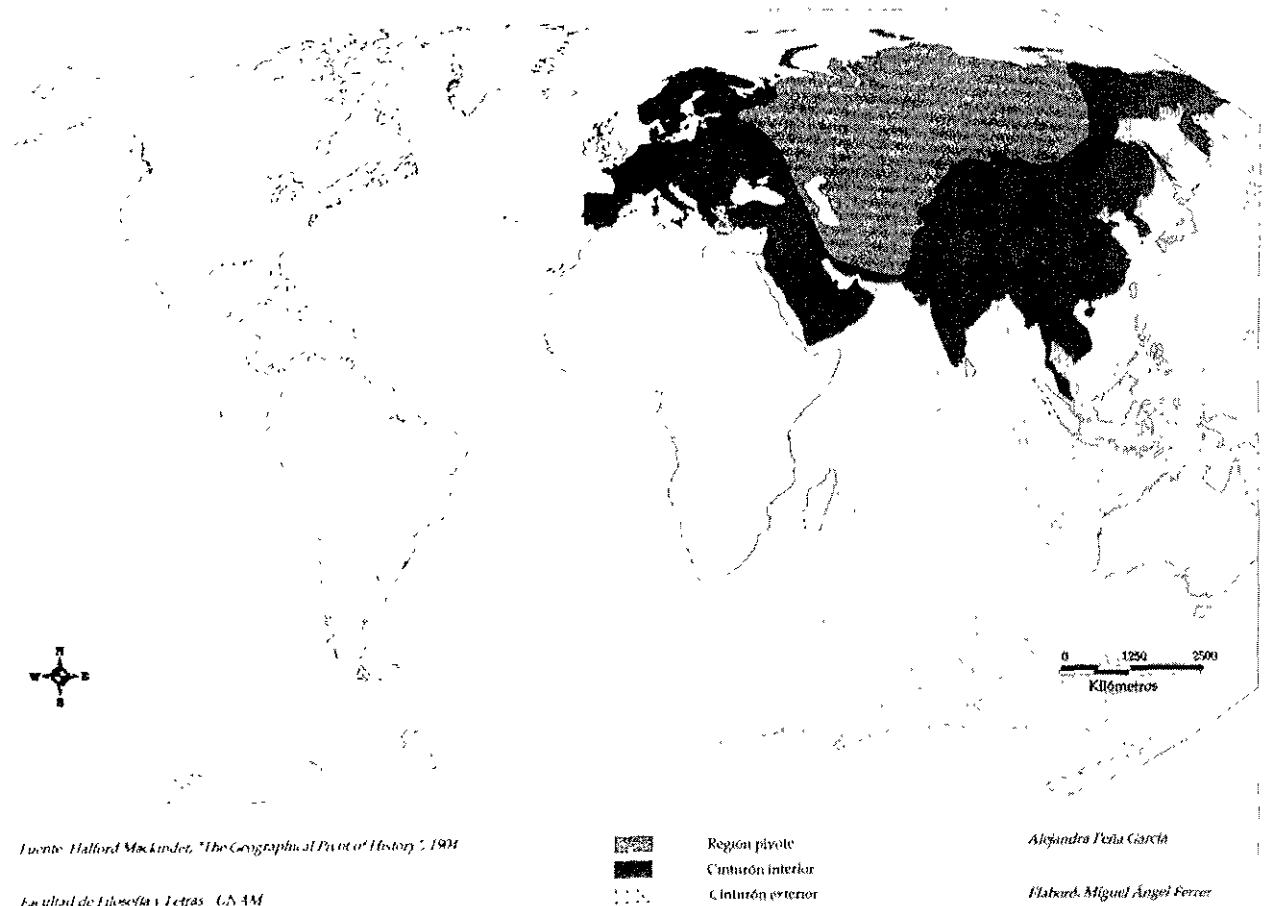 N
W E
S
0 1250 2500
Kilómetros
Fuente: Halford Mackinder, "The Geographical Pivot of History", 1904
Facultad de Filosofía y Letras UNAM
Región pivote
Cinturón interior
Cinturón exterior
Alejandra Peña García
Elaboró. Miguel Ángel Ferrer